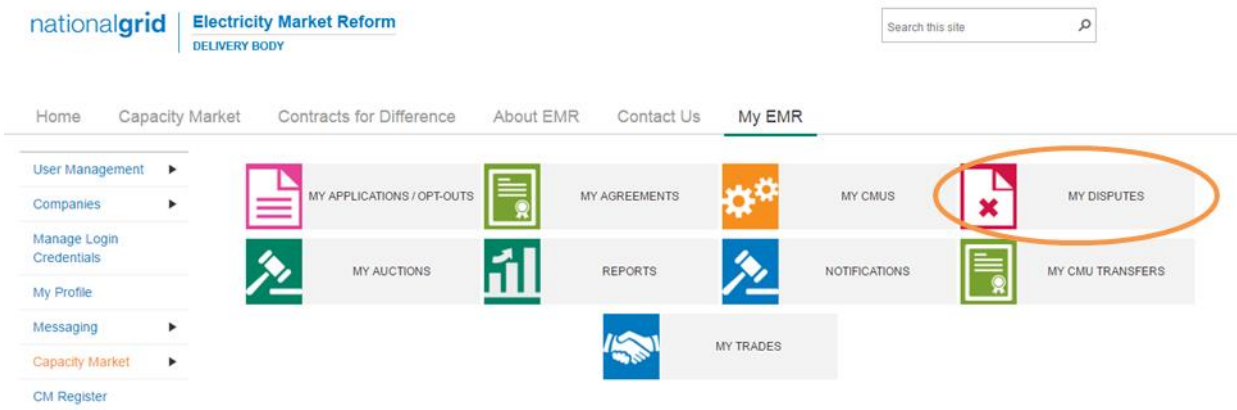 nationalgrid
Electricity Market Reform
DELIVERY BODY
Search this site
Home Capacity Market Contracts for Difference About EMR Contact Us My EMR
User Management
Companies
Manage Login
Credentials
My Profile
Messaging
Capacity Market
CM Register
MY APPLICATIONS / OPT-OUTS
MY AGREEMENTS
MY CMUS
MY DISPUTES
MY AUCTIONS
REPORTS
NOTIFICATIONS
MY CMU TRANSFERS
MY TRADES